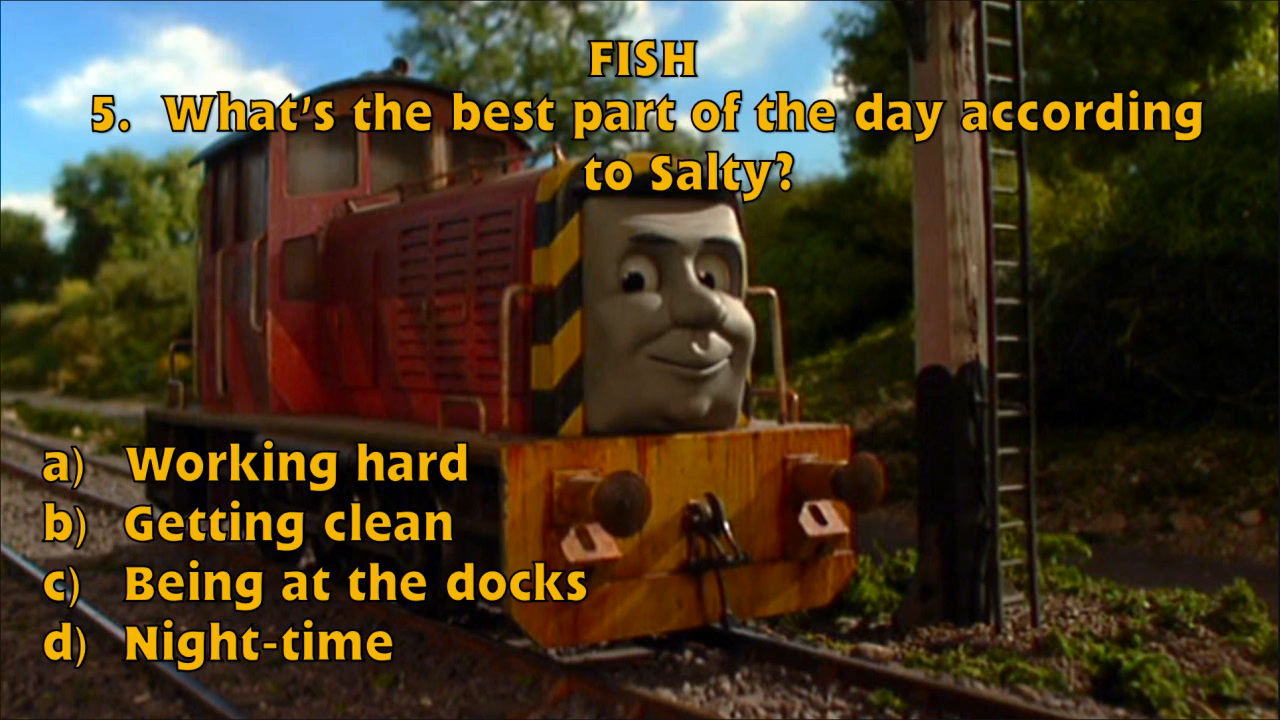 FISH
5. What's the best part of the day according
to Salty?
a) Working hard
b) Getting clean
c) Being at the docks
d) Night-time